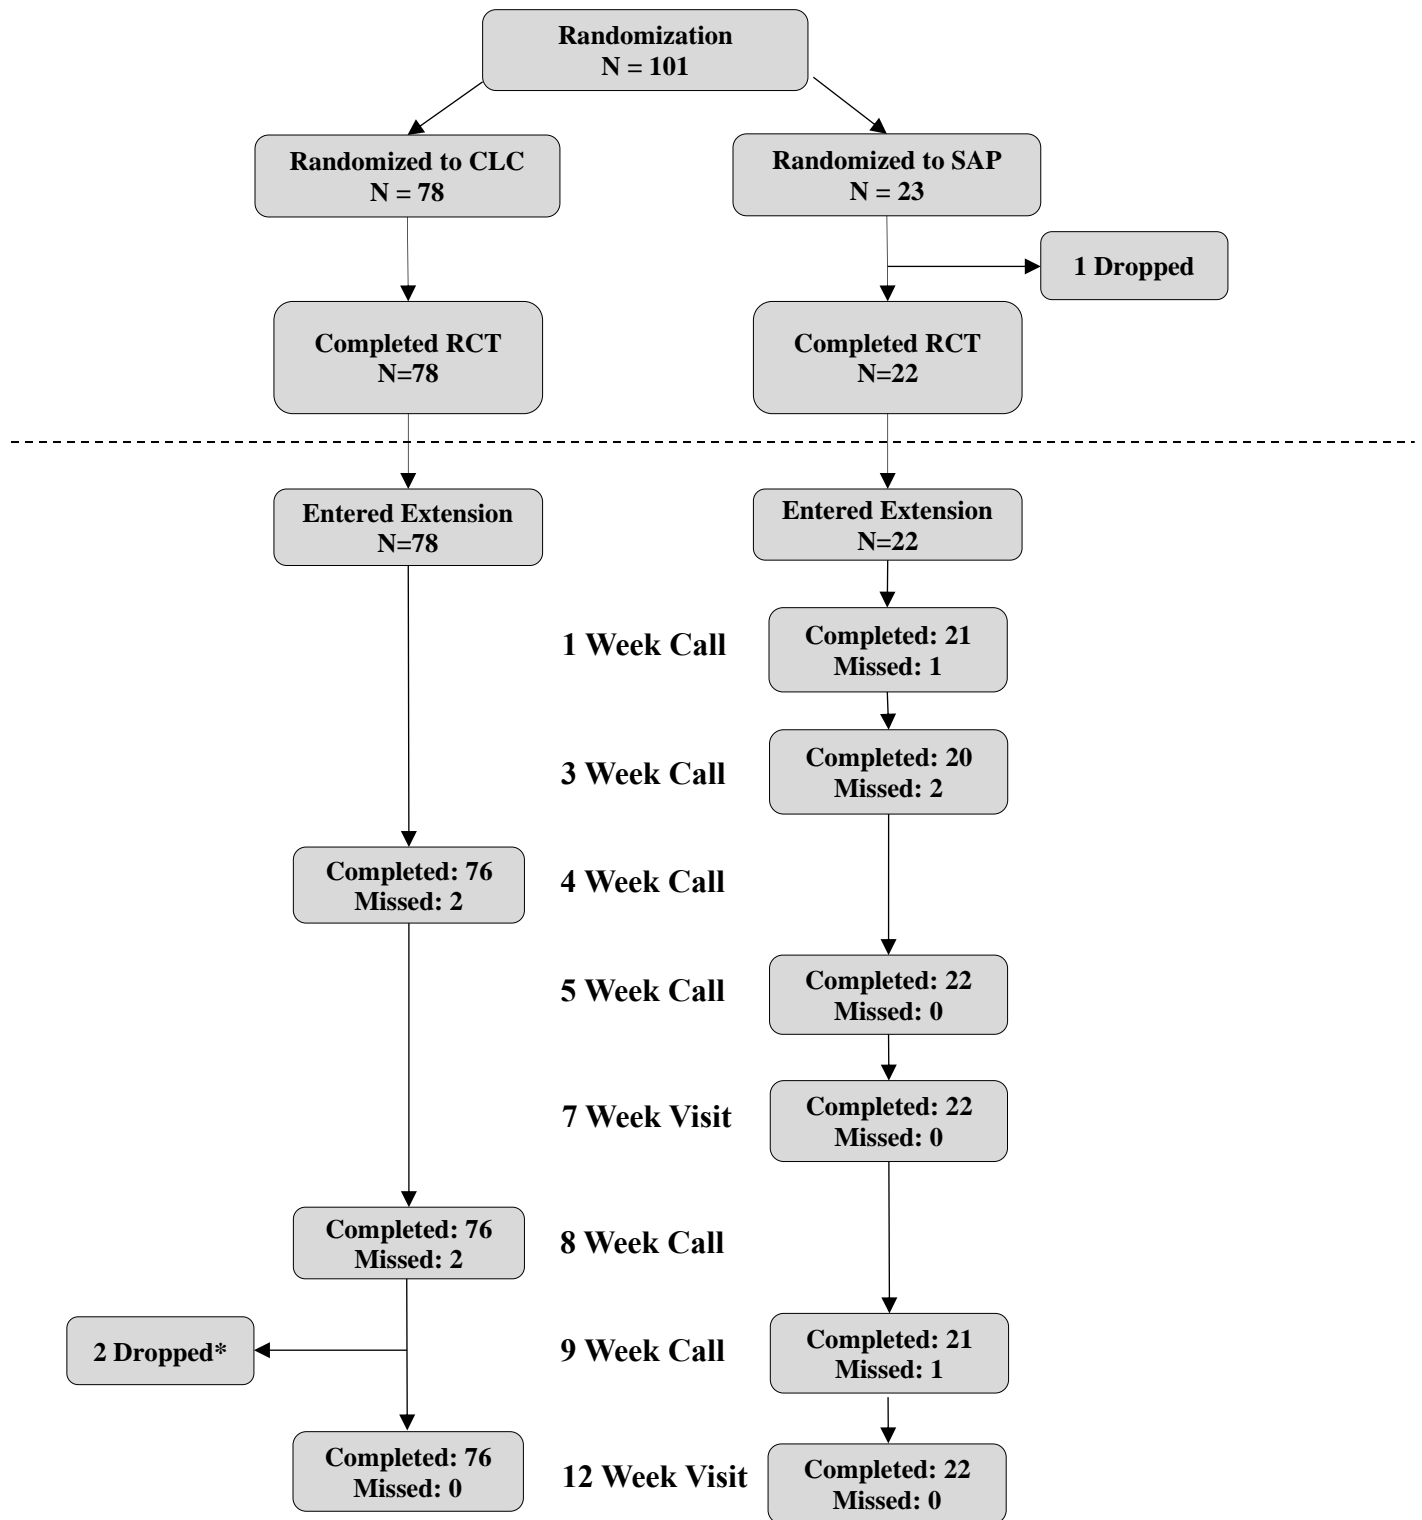 Randomization
N = 101
Randomized to CLC
N = 78
Randomized to SAP
N = 23
1 Dropped
Completed RCT
N=78
Completed RCT
N=22
Entered Extension
N=78
Entered Extension
N=22
1 Week Call
Completed: 21
Missed: 1
3 Week Call
Completed: 20
Missed: 2
Completed: 76
Missed: 2
4 Week Call
5 Week Call
Completed: 22
Missed: 0
7 Week Visit
Completed: 22
Missed: 0
Completed: 76
Missed: 2
8 Week Call
2 Dropped*
9 Week Call
Completed: 21
Missed: 1
Completed: 76
Missed: 0
12 Week Visit
Completed: 22
Missed: 0